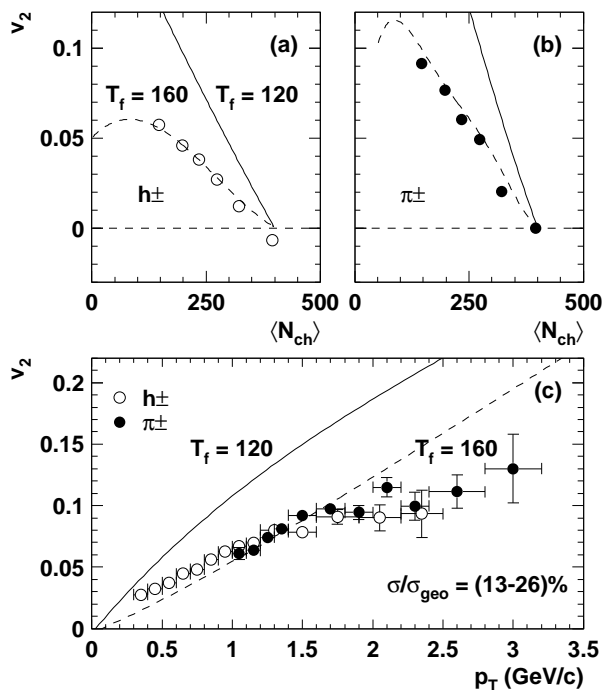 v₂
0.1
0.05
0
(a)
T_f = 160
T_f = 120
h±
0
250
500
⟨N_ch⟩
(b)
π±
0
250
500
⟨N_ch⟩
v₂
0.2
0.15
0.1
0.05
0
h±
π±
(c)
T_f = 120
T_f = 160
σ/σ_geo = (13-26)%
0 0.5 1 1.5 2 2.5 3 3.5
p_T (GeV/c)